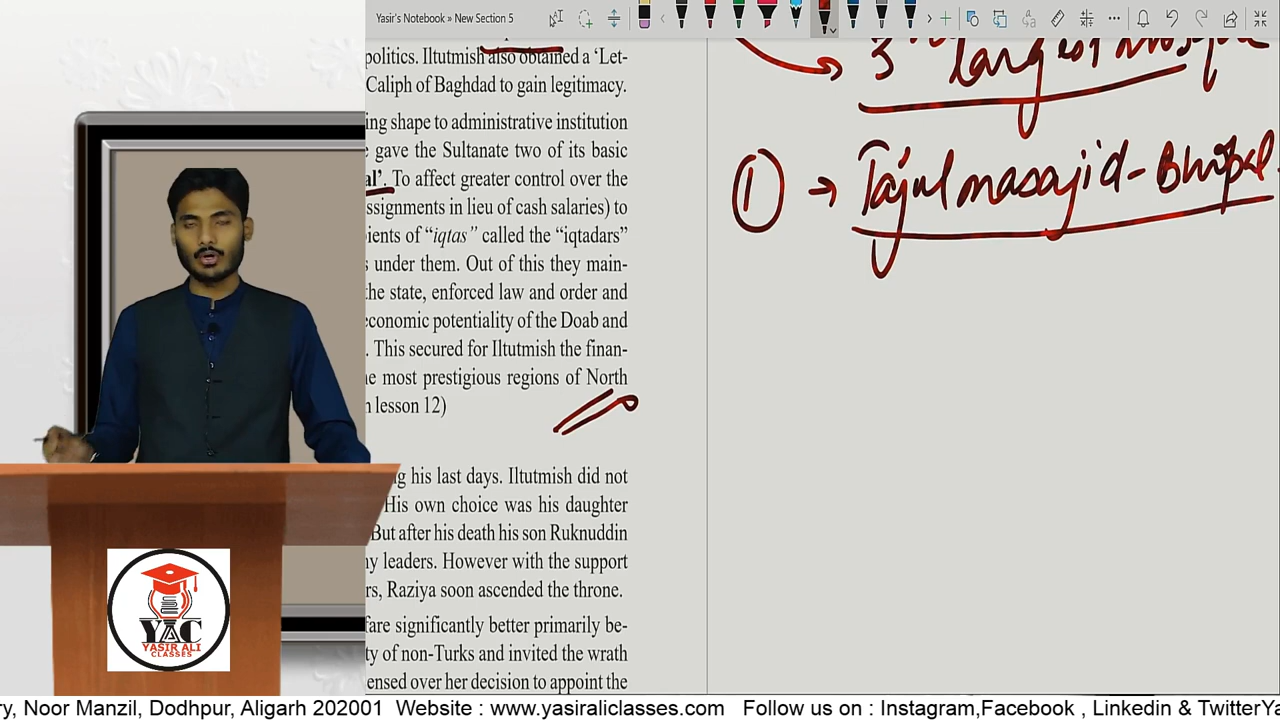 Yasir's Notebook » New Section 5
politics. Iltutmish also obtained a ‘Let-
Caliph of Baghdad to gain legitimacy.
ing shape to administrative institution
gave the Sultanate two of its basic
al’. To affect greater control over the
ssignments in lieu of cash salaries) to
ients of “iqtas” called the “iqtadars”
under them. Out of this they main-
the state, enforced law and order and
economic potentiality of the Doab and
. This secured for Iltutmish the finan-
e most prestigious regions of North
lesson 12)
ng his last days. Iltutmish did not
His own choice was his daughter
But after his death his son Ruknuddin
ny leaders. However with the support
rs, Raziya soon ascended the throne.
fare significantly better primarily be-
ty of non-Turks and invited the wrath
ensed over her decision to appoint the
largest mosque
① → Tajul masajid - Bhopal
YAC
YASIR ALI
CLASSES
ry, Noor Manzil, Dodhpur, Aligarh 202001 Website : www.yasiraliclasses.com Follow us on : Instagram,Facebook , Linkedin & TwitterYa